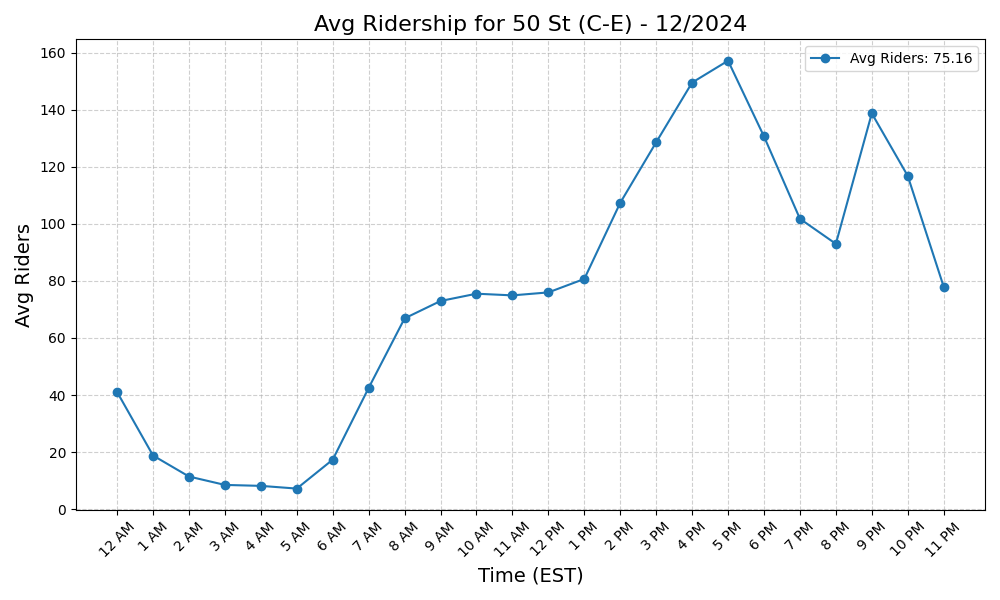 Avg Ridership for 50 St (C-E) - 12/2024
Avg Riders: 75.16
Avg Riders
160
140
120
100
80
60
40
20
0
12 AM
1 AM
2 AM
3 AM
4 AM
5 AM
6 AM
7 AM
8 AM
9 AM
10 AM
11 AM
12 PM
1 PM
2 PM
3 PM
4 PM
5 PM
6 PM
7 PM
8 PM
9 PM
10 PM
11 PM
Time (EST)